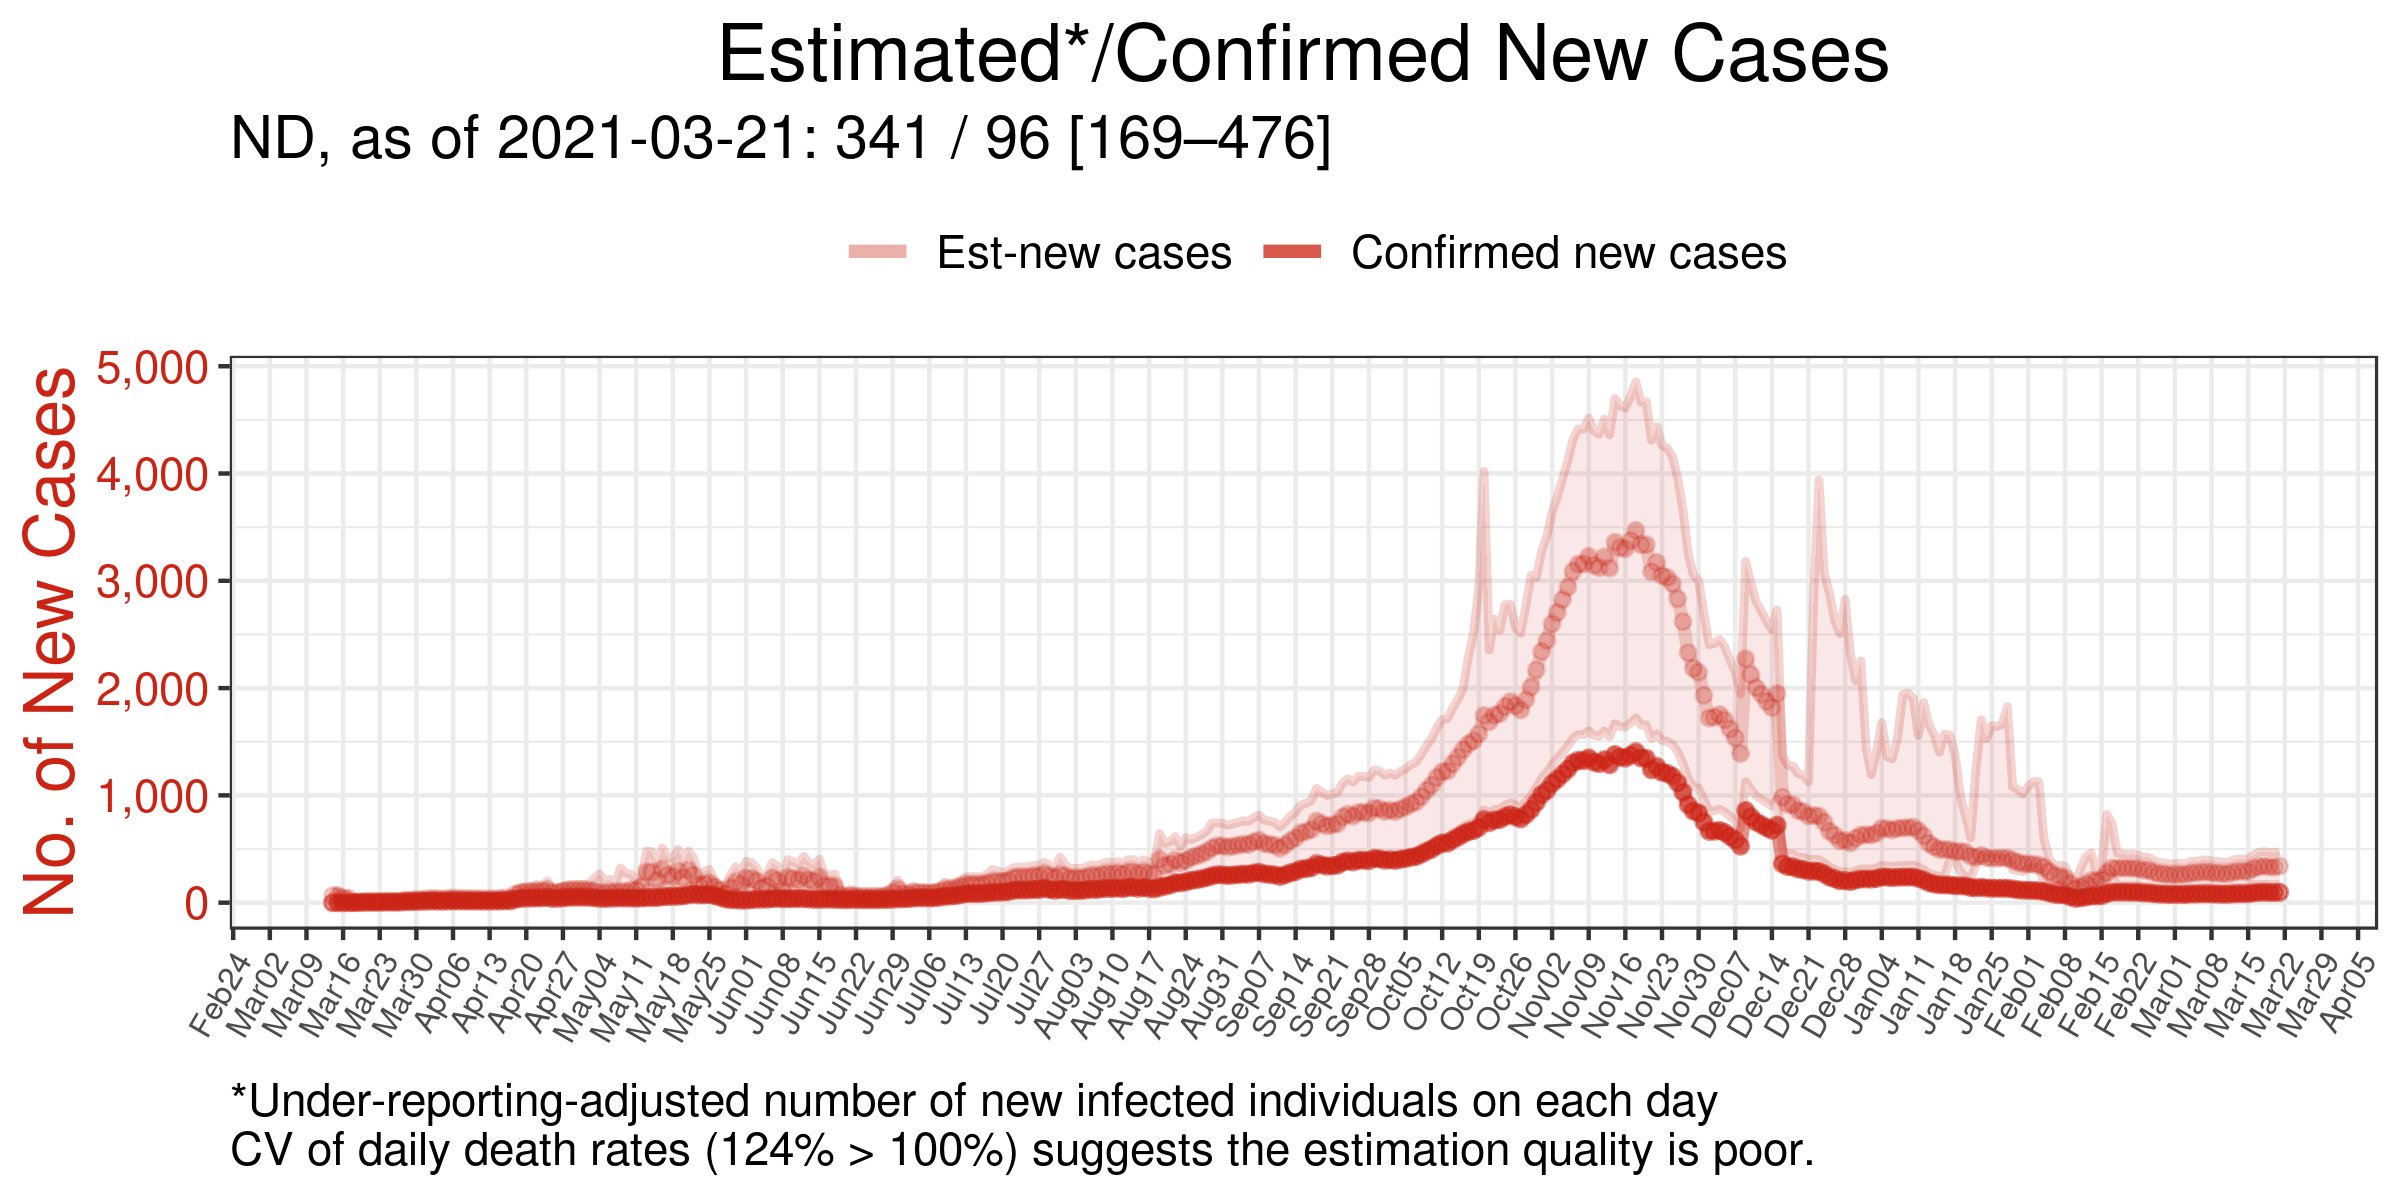 Estimated*/Confirmed New Cases
ND, as of 2021-03-21: 341 / 96 [169–476]
Est-new cases
Confirmed new cases
No. of New Cases
5,000
4,000
3,000
2,000
1,000
0
Feb24
Mar02
Mar09
Mar16
Mar23
Mar30
Apr06
Apr13
Apr20
Apr27
May04
May11
May18
May25
Jun01
Jun08
Jun15
Jun22
Jun29
Jul06
Jul13
Jul20
Jul27
Aug03
Aug10
Aug17
Aug24
Aug31
Sep07
Sep14
Sep21
Sep28
Oct05
Oct12
Oct19
Oct26
Nov02
Nov09
Nov16
Nov23
Nov30
Dec07
Dec14
Dec21
Dec28
Jan04
Jan11
Jan18
Jan25
Feb01
Feb08
Feb15
Feb22
Mar01
Mar08
Mar15
Mar22
Mar29
Apr05
*Under-reporting-adjusted number of new infected individuals on each day
CV of daily death rates (124% > 100%) suggests the estimation quality is poor.